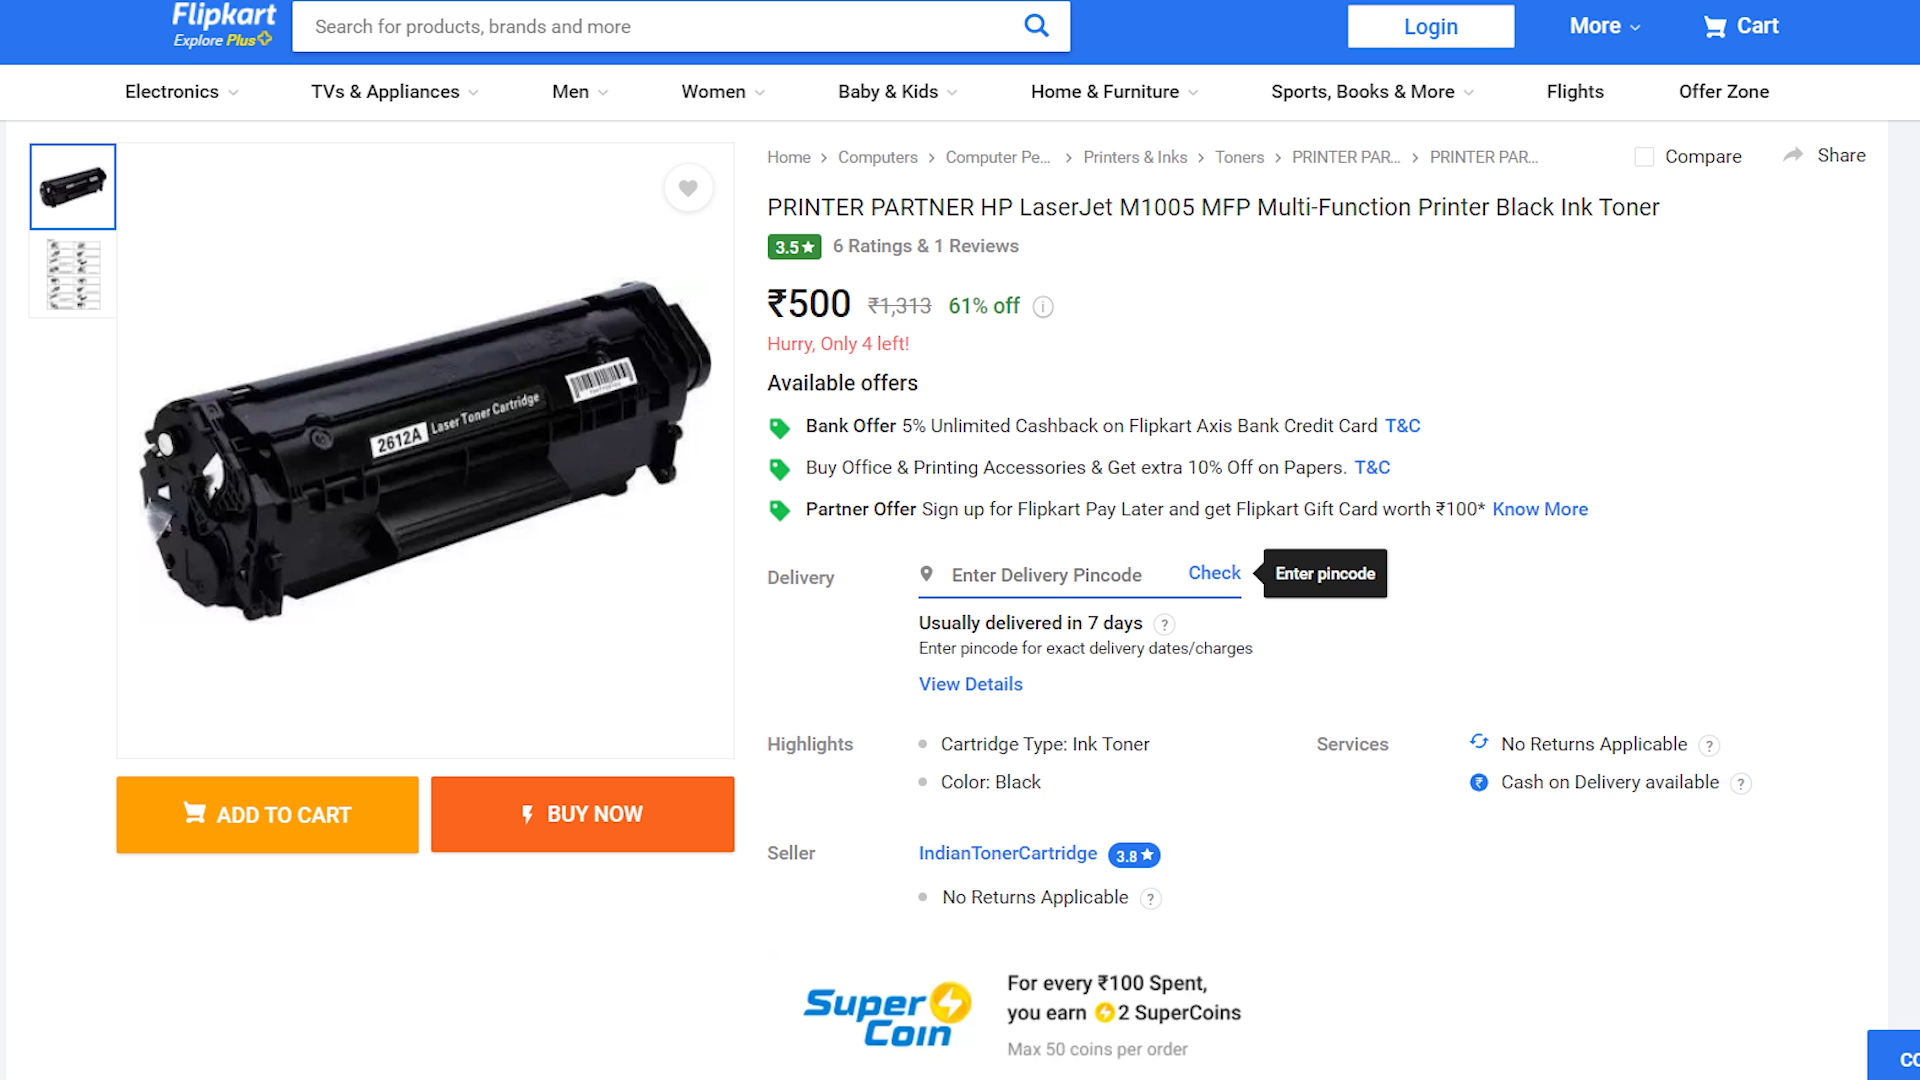 Flipkart
Explore Plus
Search for products, brands and more
Login
More
Cart
Electronics
TVs & Appliances
Men
Women
Baby & Kids
Home & Furniture
Sports, Books & More
Flights
Offer Zone
Home > Computers > Computer Pe... > Printers & Inks > Toners > PRINTER PAR... > PRINTER PAR...
Compare
Share
PRINTER PARTNER HP LaserJet M1005 MFP Multi-Function Printer Black Ink Toner
3.5★ 6 Ratings & 1 Reviews
₹500 ₹1,313 61% off
Hurry, Only 4 left!
Available offers
Bank Offer 5% Unlimited Cashback on Flipkart Axis Bank Credit Card T&C
Buy Office & Printing Accessories & Get extra 10% Off on Papers. T&C
Partner Offer Sign up for Flipkart Pay Later and get Flipkart Gift Card worth ₹100* Know More
2612A Laser Toner Cartridge
Delivery
Enter Delivery Pincode
Check
Enter pincode
Usually delivered in 7 days ?
Enter pincode for exact delivery dates/charges
View Details
Highlights
Cartridge Type: Ink Toner
Color: Black
Services
No Returns Applicable ?
Cash on Delivery available ?
ADD TO CART
BUY NOW
Seller
IndianTonerCartridge 3.8★
No Returns Applicable ?
Super Coin
For every ₹100 Spent,
you earn 2 SuperCoins
Max 50 coins per order